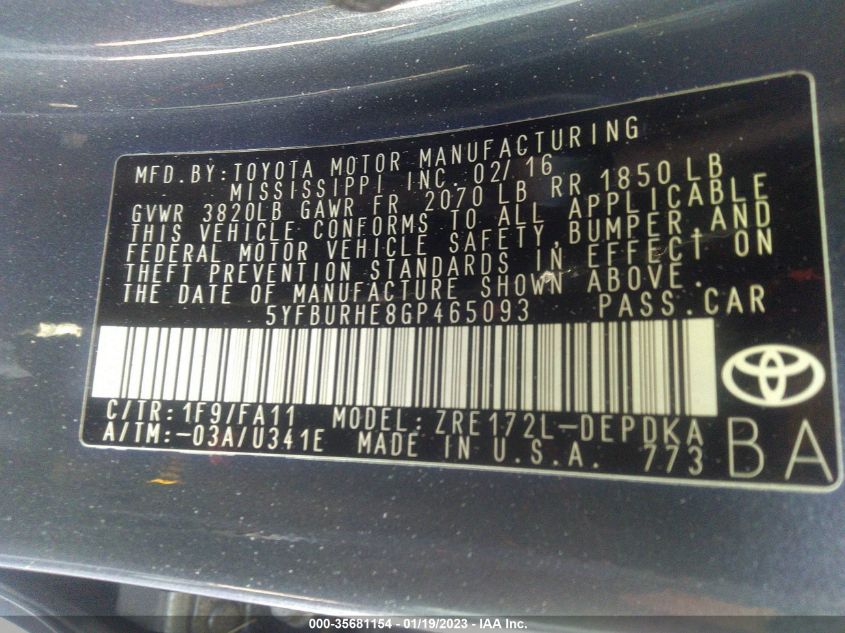 MFD. BY: TOYOTA MOTOR MANUFACTURING
MISSISSIPPI INC. 02/16
GVWR 3820LB GAWR FR 2070 LB RR 1850 LB
THIS VEHICLE CONFORMS TO ALL APPLICABLE
FEDERAL MOTOR VEHICLE SAFETY, BUMPER, AND
THEFT PREVENTION STANDARDS IN EFFECT ON
THE DATE OF MANUFACTURE SHOWN ABOVE.
5YFBURHE8GP465093 PASS. CAR
C/TR: 1F9/FA11 MODEL: ZRE172L-DEPDKA
A/TM: -03A/U341E MADE IN U.S.A. 773
BA
000-35681154 - 01/19/2023 - IEA Inc.